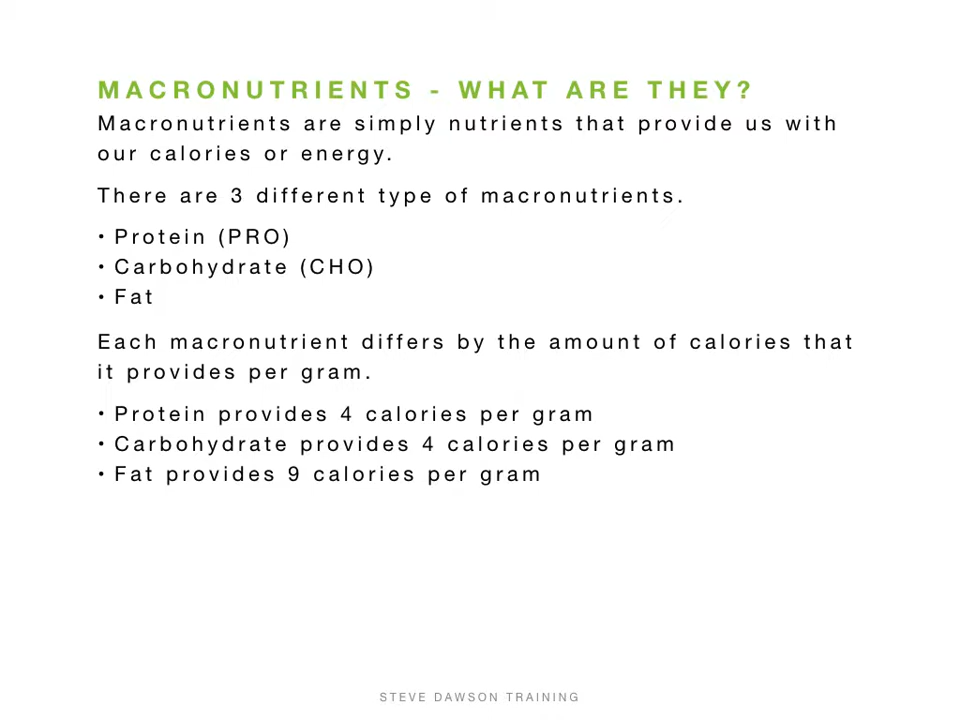 MACRONUTRIENTS - WHAT ARE THEY?
Macronutrients are simply nutrients that provide us with
our calories or energy.
There are 3 different type of macronutrients.
• Protein (PRO)
• Carbohydrate (CHO)
• Fat
Each macronutrient differs by the amount of calories that
it provides per gram.
• Protein provides 4 calories per gram
• Carbohydrate provides 4 calories per gram
• Fat provides 9 calories per gram
STEVE DAWSON TRAINING